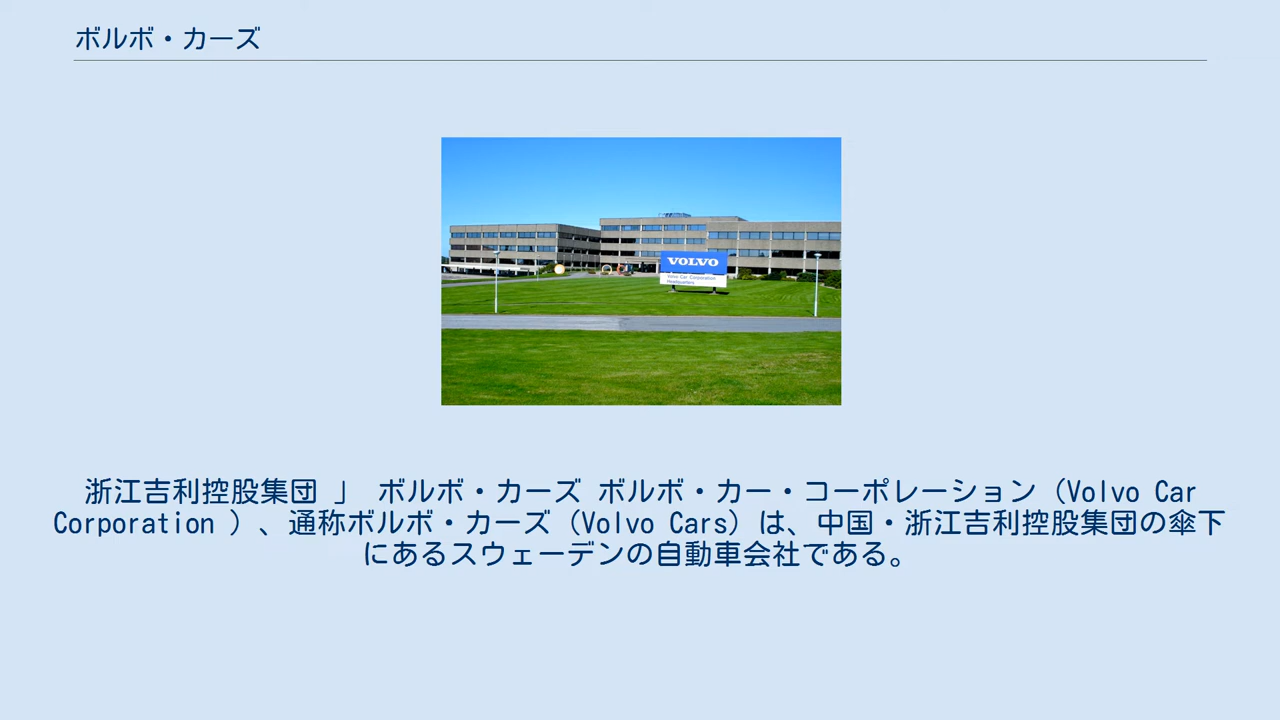 ボルボ・カーズ
VOLVO
Volvo Car Corporation
Headquarters
浙江吉利控股集団 」 ボルボ・カーズ ボルボ・カー・コーポレーション（Volvo Car
Corporation ）、通称ボルボ・カーズ（Volvo Cars）は、中国・浙江吉利控股集団の傘下
にあるスウェーデンの自動車会社である。